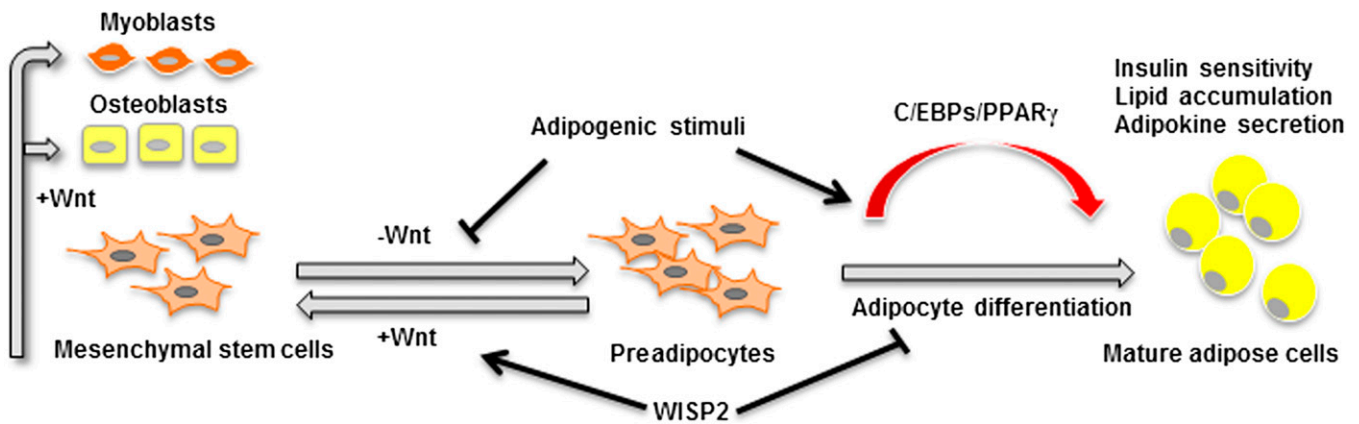 Myoblasts
Osteoblasts
+Wnt
Mesenchymal stem cells
Adipogenic stimuli
-Wnt
+Wnt
Preadipocytes
WISP2
C/EBPs/PPARγ
Adipocyte differentiation
Insulin sensitivity
Lipid accumulation
Adipokine secretion
Mature adipose cells